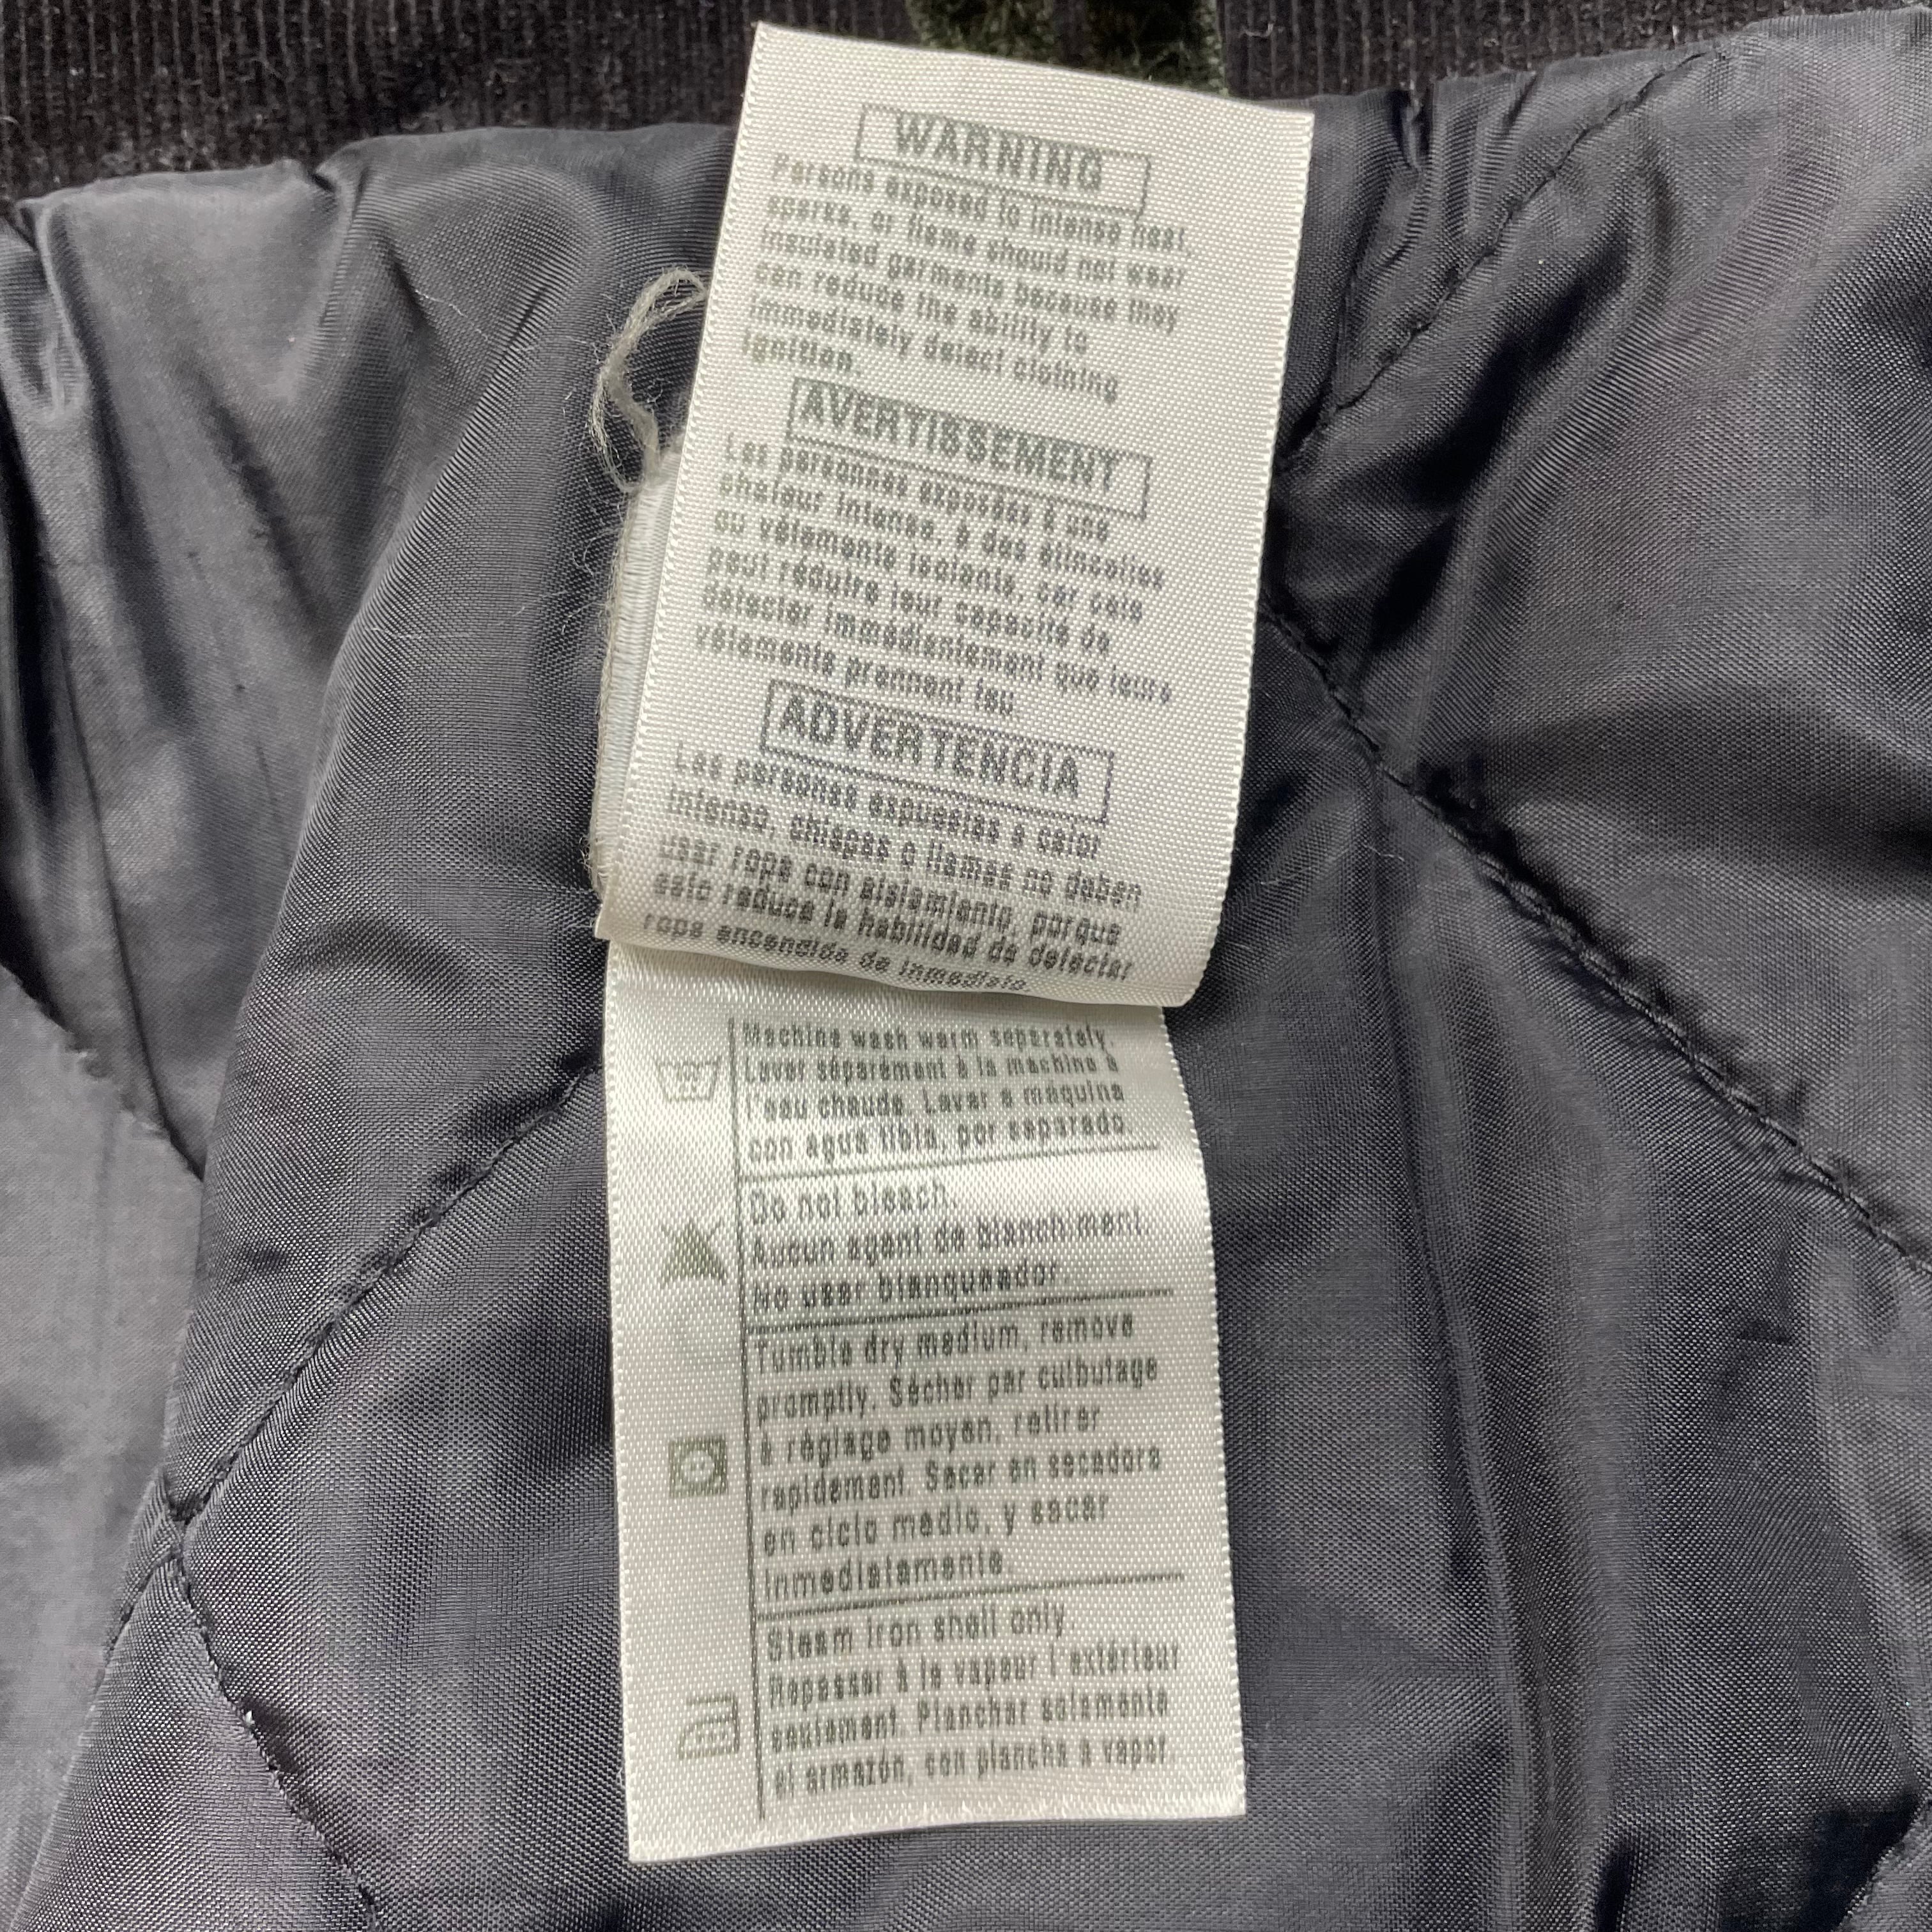 WARNING
Persons exposed to intense heat,
sparks, or flame should not wear
insulated garments because they
can reduce the ability to
immediately detect clothing
ignition.
AVERTISSEMENT
Les personnes exposées à une
chaleur intense, à des étincelles
ou vêtements isolants, car cela
peut réduire leur capacité de
détecter immédiantement que leurs
vêtements prennent feu.
ADVERTENCIA
Las personas expuestas a calor
intenso, chispas o llamas no deben
usar ropa con aislamiento, porque
esto reduce la habilidad de detectar
ropa encendida de inmediato.
Machine wash warm separately.
Laver séparément à la machine à
l'eau chaude. Lavar a máquina
con agua tibia, por separado
Do not bleach.
Aucun agent de blanchiment.
No usar blanqueador.
Tumble dry medium, remove
promptly. Sécher par culbutage
à réglage moyen, retirer
rapidement. Secar en secadora
en ciclo medio, y sacar
inmediatamente.
Steam iron shell only.
Repasser à la vapeur l'extérieur
seulement. Planchar solamente
el armazón, con plancha a vapor